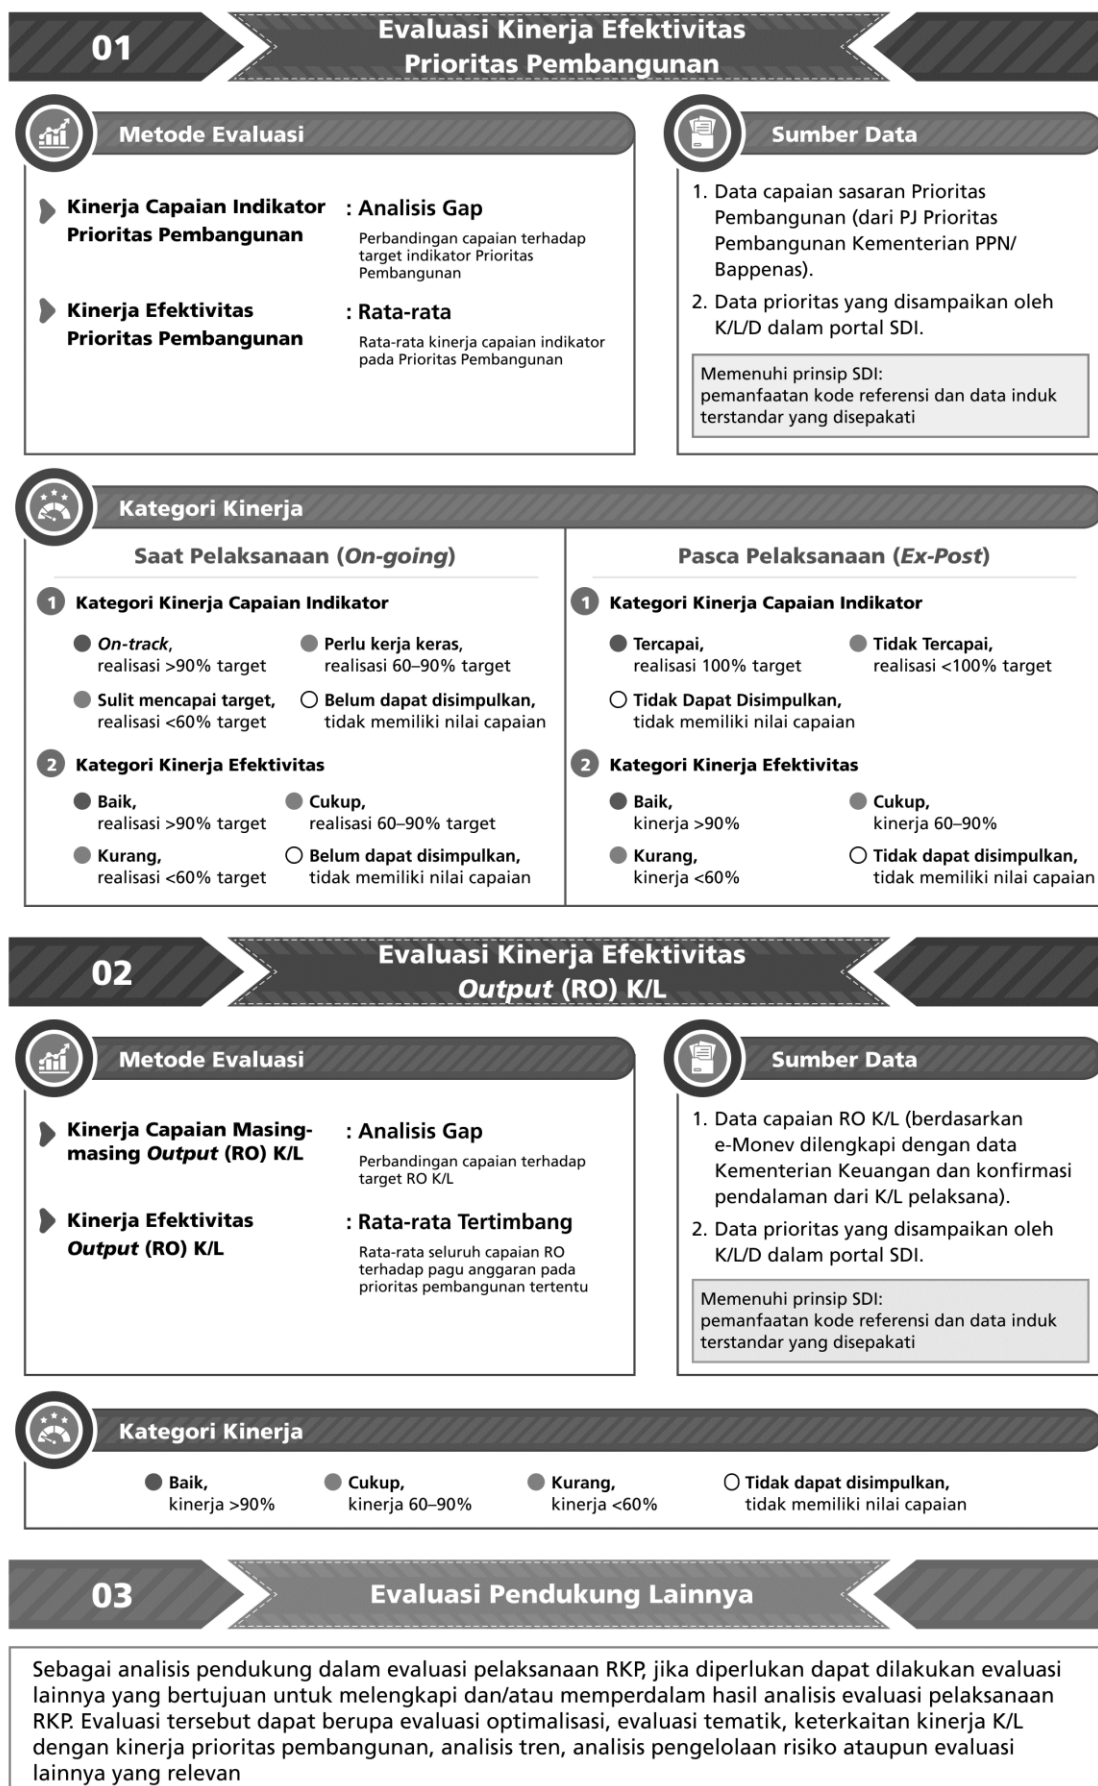 01
Evaluasi Kinerja Efektivitas
Prioritas Pembangunan
Metode Evaluasi
Kinerja Capaian Indikator
Prioritas Pembangunan
: Analisis Gap
Perbandingan capaian terhadap
target indikator Prioritas
Pembangunan
Kinerja Efektivitas
Prioritas Pembangunan
: Rata-rata
Rata-rata kinerja capaian indikator
pada Prioritas Pembangunan
Sumber Data
1. Data capaian sasaran Prioritas
Pembangunan (dari PJ Prioritas
Pembangunan Kementerian PPN/
Bappenas).
2. Data prioritas yang disampaikan oleh
K/L/D dalam portal SDI.
Memenuhi prinsip SDI:
pemanfaatan kode referensi dan data induk
terstandar yang disepakati
Kategori Kinerja
Saat Pelaksanaan (On-going)
1 Kategori Kinerja Capaian Indikator
On-track,
realisasi >90% target
Perlu kerja keras,
realisasi 60–90% target
Sulit mencapai target,
realisasi <60% target
Belum dapat disimpulkan,
tidak memiliki nilai capaian
2 Kategori Kinerja Efektivitas
Baik,
realisasi >90% target
Cukup,
realisasi 60–90% target
Kurang,
realisasi <60% target
Belum dapat disimpulkan,
tidak memiliki nilai capaian
Pasca Pelaksanaan (Ex-Post)
1 Kategori Kinerja Capaian Indikator
Tercapai,
realisasi 100% target
Tidak Tercapai,
realisasi <100% target
Tidak Dapat Disimpulkan,
tidak memiliki nilai capaian
2 Kategori Kinerja Efektivitas
Baik,
kinerja >90%
Cukup,
kinerja 60–90%
Kurang,
kinerja <60%
Tidak dapat disimpulkan,
tidak memiliki nilai capaian
02
Evaluasi Kinerja Efektivitas
Output (RO) K/L
Metode Evaluasi
Kinerja Capaian Masing-
masing Output (RO) K/L
: Analisis Gap
Perbandingan capaian terhadap
target RO K/L
Kinerja Efektivitas
Output (RO) K/L
: Rata-rata Tertimbang
Rata-rata seluruh capaian RO
terhadap pagu anggaran pada
prioritas pembangunan tertentu
Sumber Data
1. Data capaian RO K/L (berdasarkan
e-Monev dilengkapi dengan data
Kementerian Keuangan dan konfirmasi
pendalaman dari K/L pelaksana).
2. Data prioritas yang disampaikan oleh
K/L/D dalam portal SDI.
Memenuhi prinsip SDI:
pemanfaatan kode referensi dan data induk
terstandar yang disepakati
Kategori Kinerja
Baik,
kinerja >90%
Cukup,
kinerja 60–90%
Kurang,
kinerja <60%
Tidak dapat disimpulkan,
tidak memiliki nilai capaian
03
Evaluasi Pendukung Lainnya
Sebagai analisis pendukung dalam evaluasi pelaksanaan RKP, jika diperlukan dapat dilakukan evaluasi
lainnya yang bertujuan untuk melengkapi dan/atau memperdalam hasil analisis evaluasi pelaksanaan
RKP. Evaluasi tersebut dapat berupa evaluasi optimalisasi, evaluasi tematik, keterkaitan kinerja K/L
dengan kinerja prioritas pembangunan, analisis tren, analisis pengelolaan risiko ataupun evaluasi
lainnya yang relevan